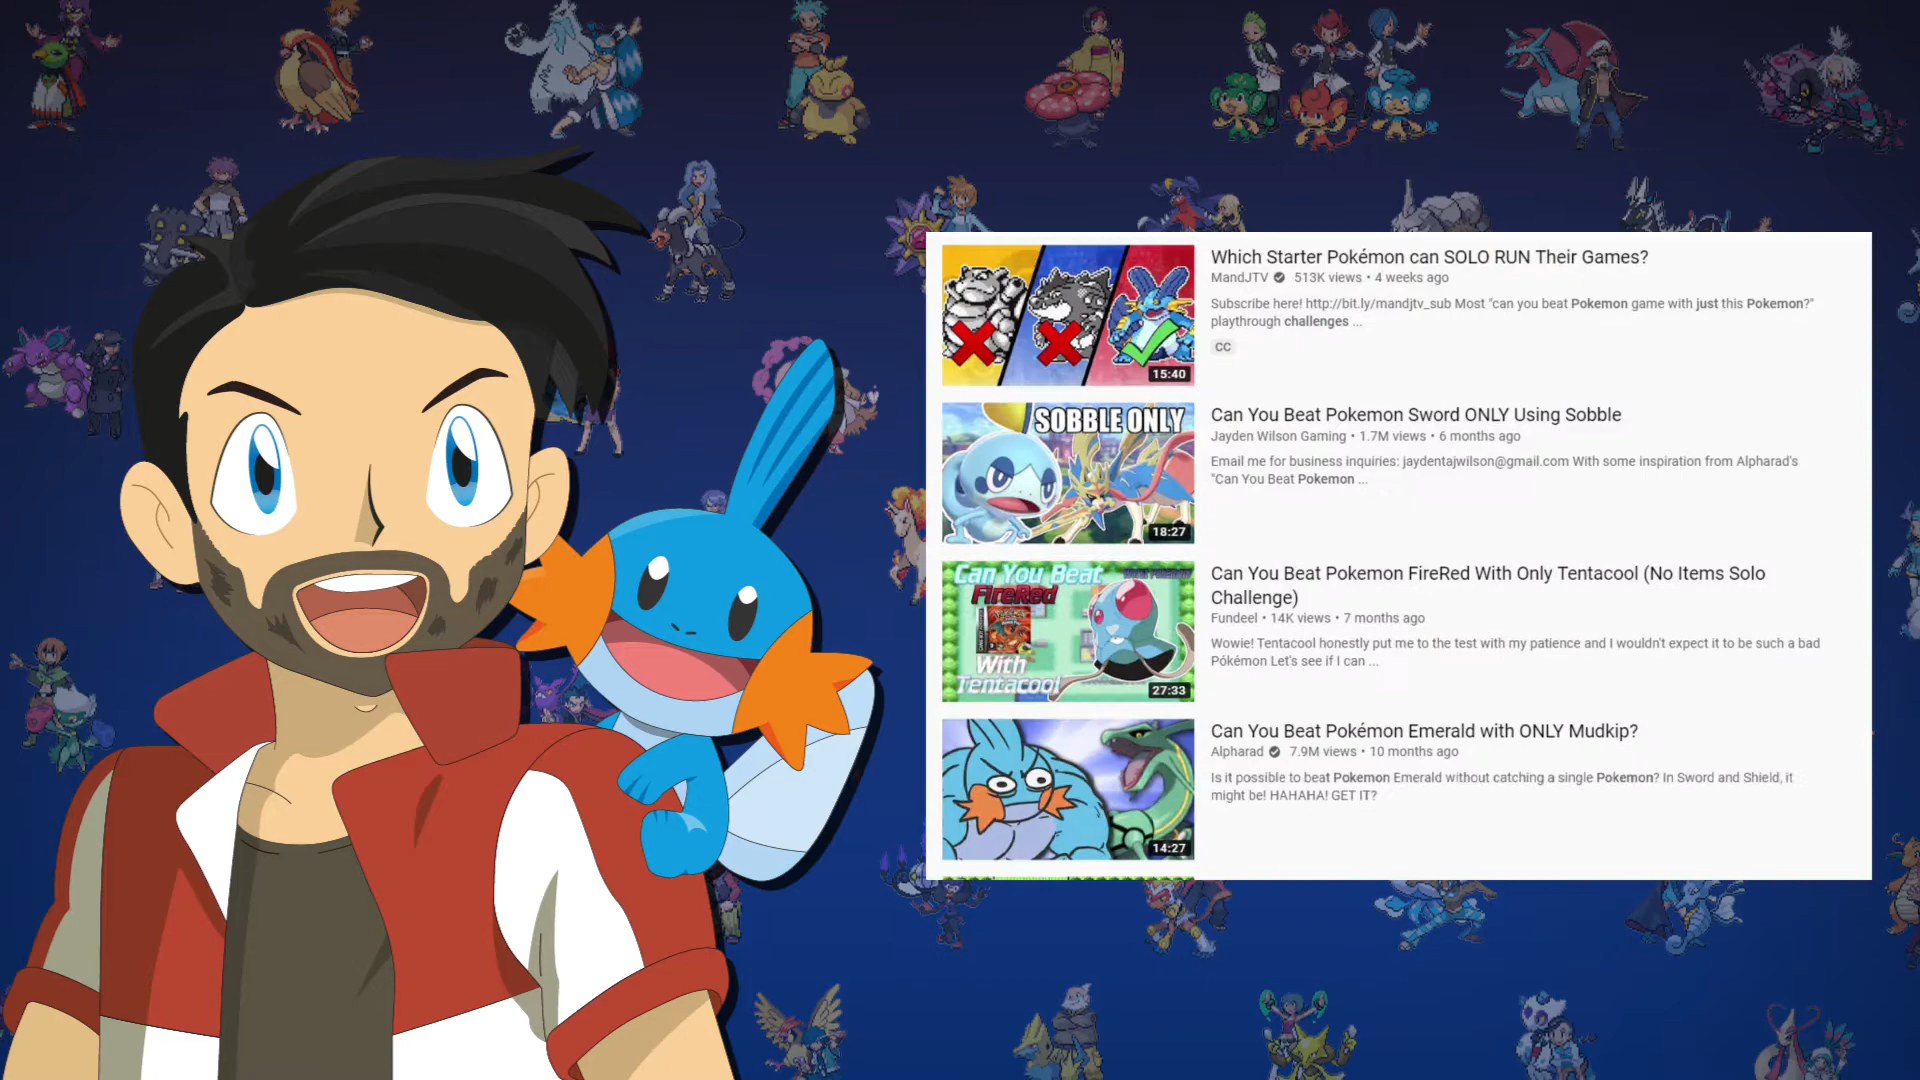 Which Starter Pokémon can SOLO RUN Their Games?
MandJTV 513K views • 4 weeks ago
Subscribe here! http://bit.ly/mandjtv_sub Most "can you beat Pokemon game with just this Pokemon?"
playthrough challenges ...
CC
15:40
SOBBLE ONLY
18:27
Can You Beat Pokemon Sword ONLY Using Sobble
Jayden Wilson Gaming • 1.7M views • 6 months ago
Email me for business inquiries: jaydentajwilson@gmail.com With some inspiration from Alpharad's
"Can You Beat Pokemon ...
Can You Beat
FireRed
With
Tentacool
27:33
Can You Beat Pokemon FireRed With Only Tentacool (No Items Solo
Challenge)
Fundeel • 14K views • 7 months ago
Wowie! Tentacool honestly put me to the test with my patience and I wouldn't expect it to be such a bad
Pókémon Let's see if I can ...
14:27
Can You Beat Pokémon Emerald with ONLY Mudkip?
Alpharad 7.9M views • 10 months ago
Is it possible to beat Pokemon Emerald without catching a single Pokemon? In Sword and Shield, it
might be! HAHAHA! GET IT?